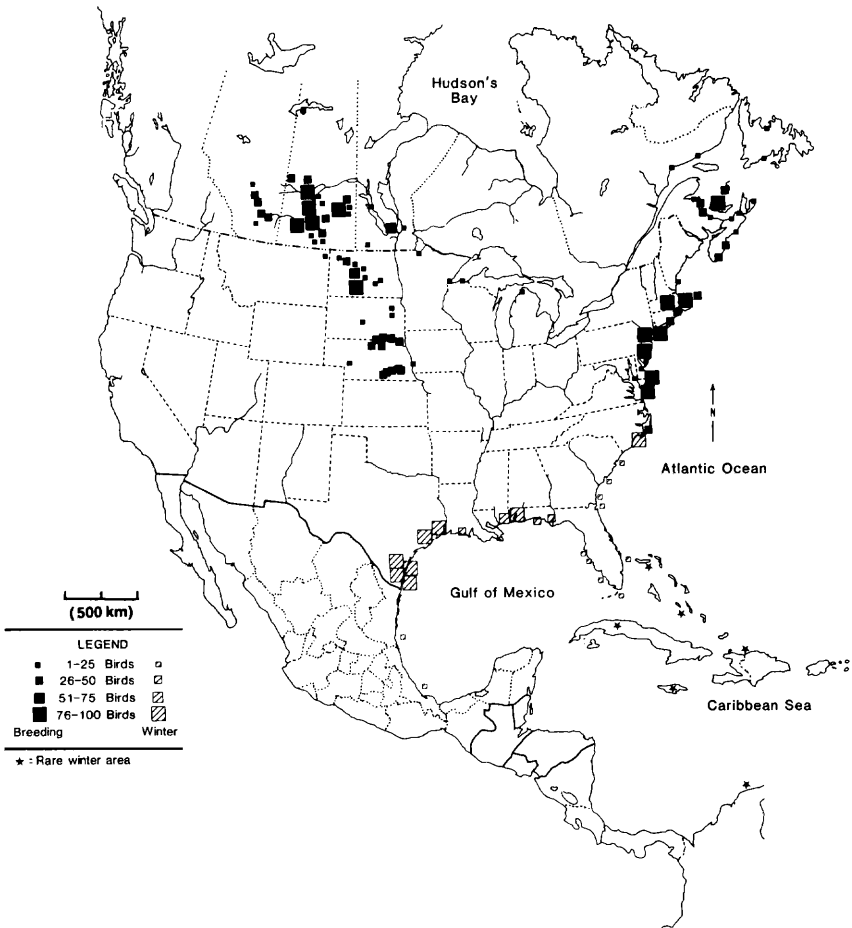 Hudson's
Bay
N
Atlantic Ocean
Gulf of Mexico
(500 km)
LEGEND
1-25 Birds
26-50 Birds
51-75 Birds
76-100 Birds
Breeding Winter
★ = Rare winter area
Caribbean Sea